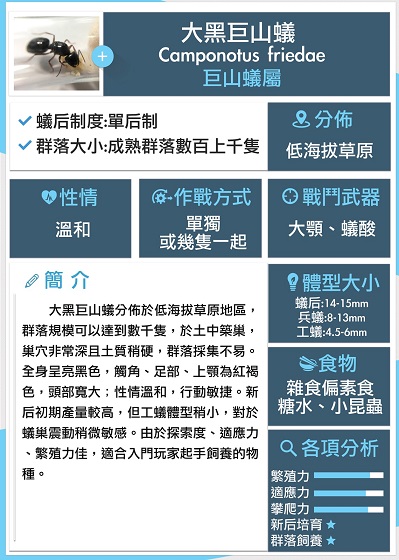 大黑巨山蟻
Camponotus friedae
巨山蟻屬
蟻后制度:單后制
群落大小:成熟群落數百上千隻
分佈
低海拔草原
性情
溫和
作戰方式
單獨
或幾隻一起
戰鬥武器
大顎、蟻酸
簡介
大黑巨山蟻分佈於低海拔草原地區，
群落規模可以達到數千隻，於土中築巢，
巢穴非常深且土質稍硬，群落採集不易。
全身呈亮黑色，觸角、足部、上顎為紅褐
色，頭部寬大；性情溫和，行動敏捷。新
后初期產量較高，但工蟻體型稍小，對於
蟻巢震動稍微敏感。由於探索度、適應力
、繁殖力佳，適合入門玩家起手飼養的物
種。
體型大小
蟻后:14-15mm
兵蟻:8-13mm
工蟻:4.5-6mm
食物
雜食偏素食
糖水、小昆蟲
各項分析
繁殖力
適應力
攀爬力
新后培育
群落飼養